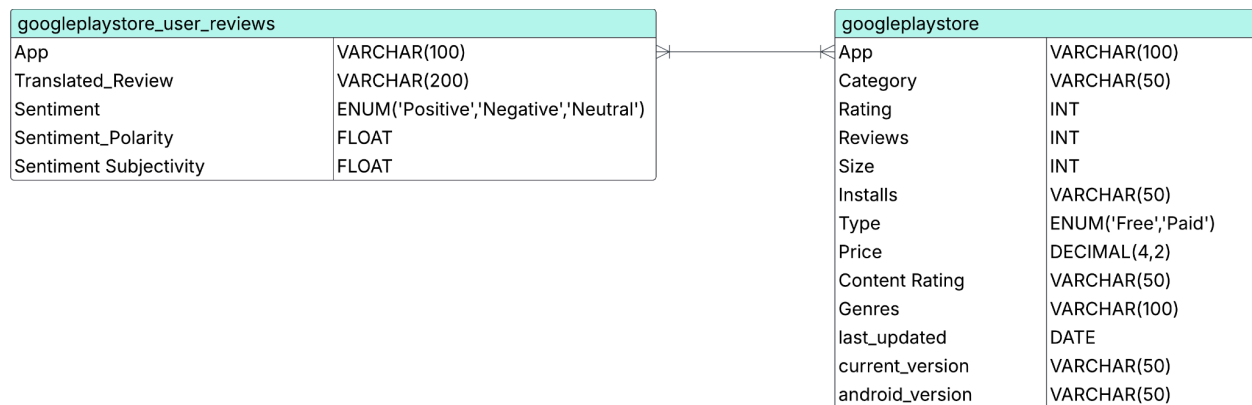 googleplaystore_user_reviews
App VARCHAR(100)
Translated_Review VARCHAR(200)
Sentiment ENUM('Positive','Negative','Neutral')
Sentiment_Polarity FLOAT
Sentiment Subjectivity FLOAT
googleplaystore
App VARCHAR(100)
Category VARCHAR(50)
Rating INT
Reviews INT
Size INT
Installs VARCHAR(50)
Type ENUM('Free','Paid')
Price DECIMAL(4,2)
Content Rating VARCHAR(50)
Genres VARCHAR(100)
last_updated DATE
current_version VARCHAR(50)
android_version VARCHAR(50)